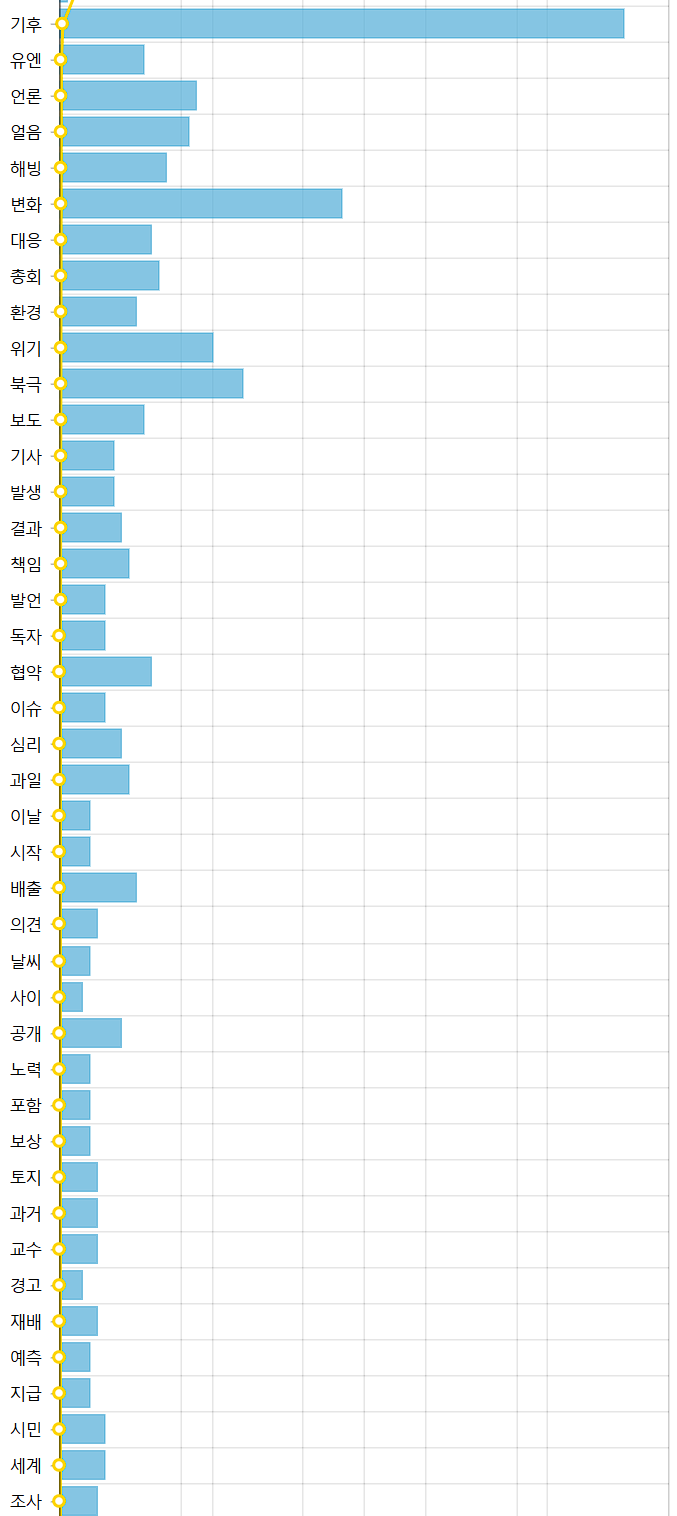 기후
유엔
언론
얼음
해빙
변화
대응
총회
환경
위기
북극
보도
기사
발생
결과
책임
발언
독자
협약
이슈
심리
과일
이날
시작
배출
의견
날씨
사이
공개
노력
포함
보상
토지
과거
교수
경고
재배
예측
지급
시민
세계
조사